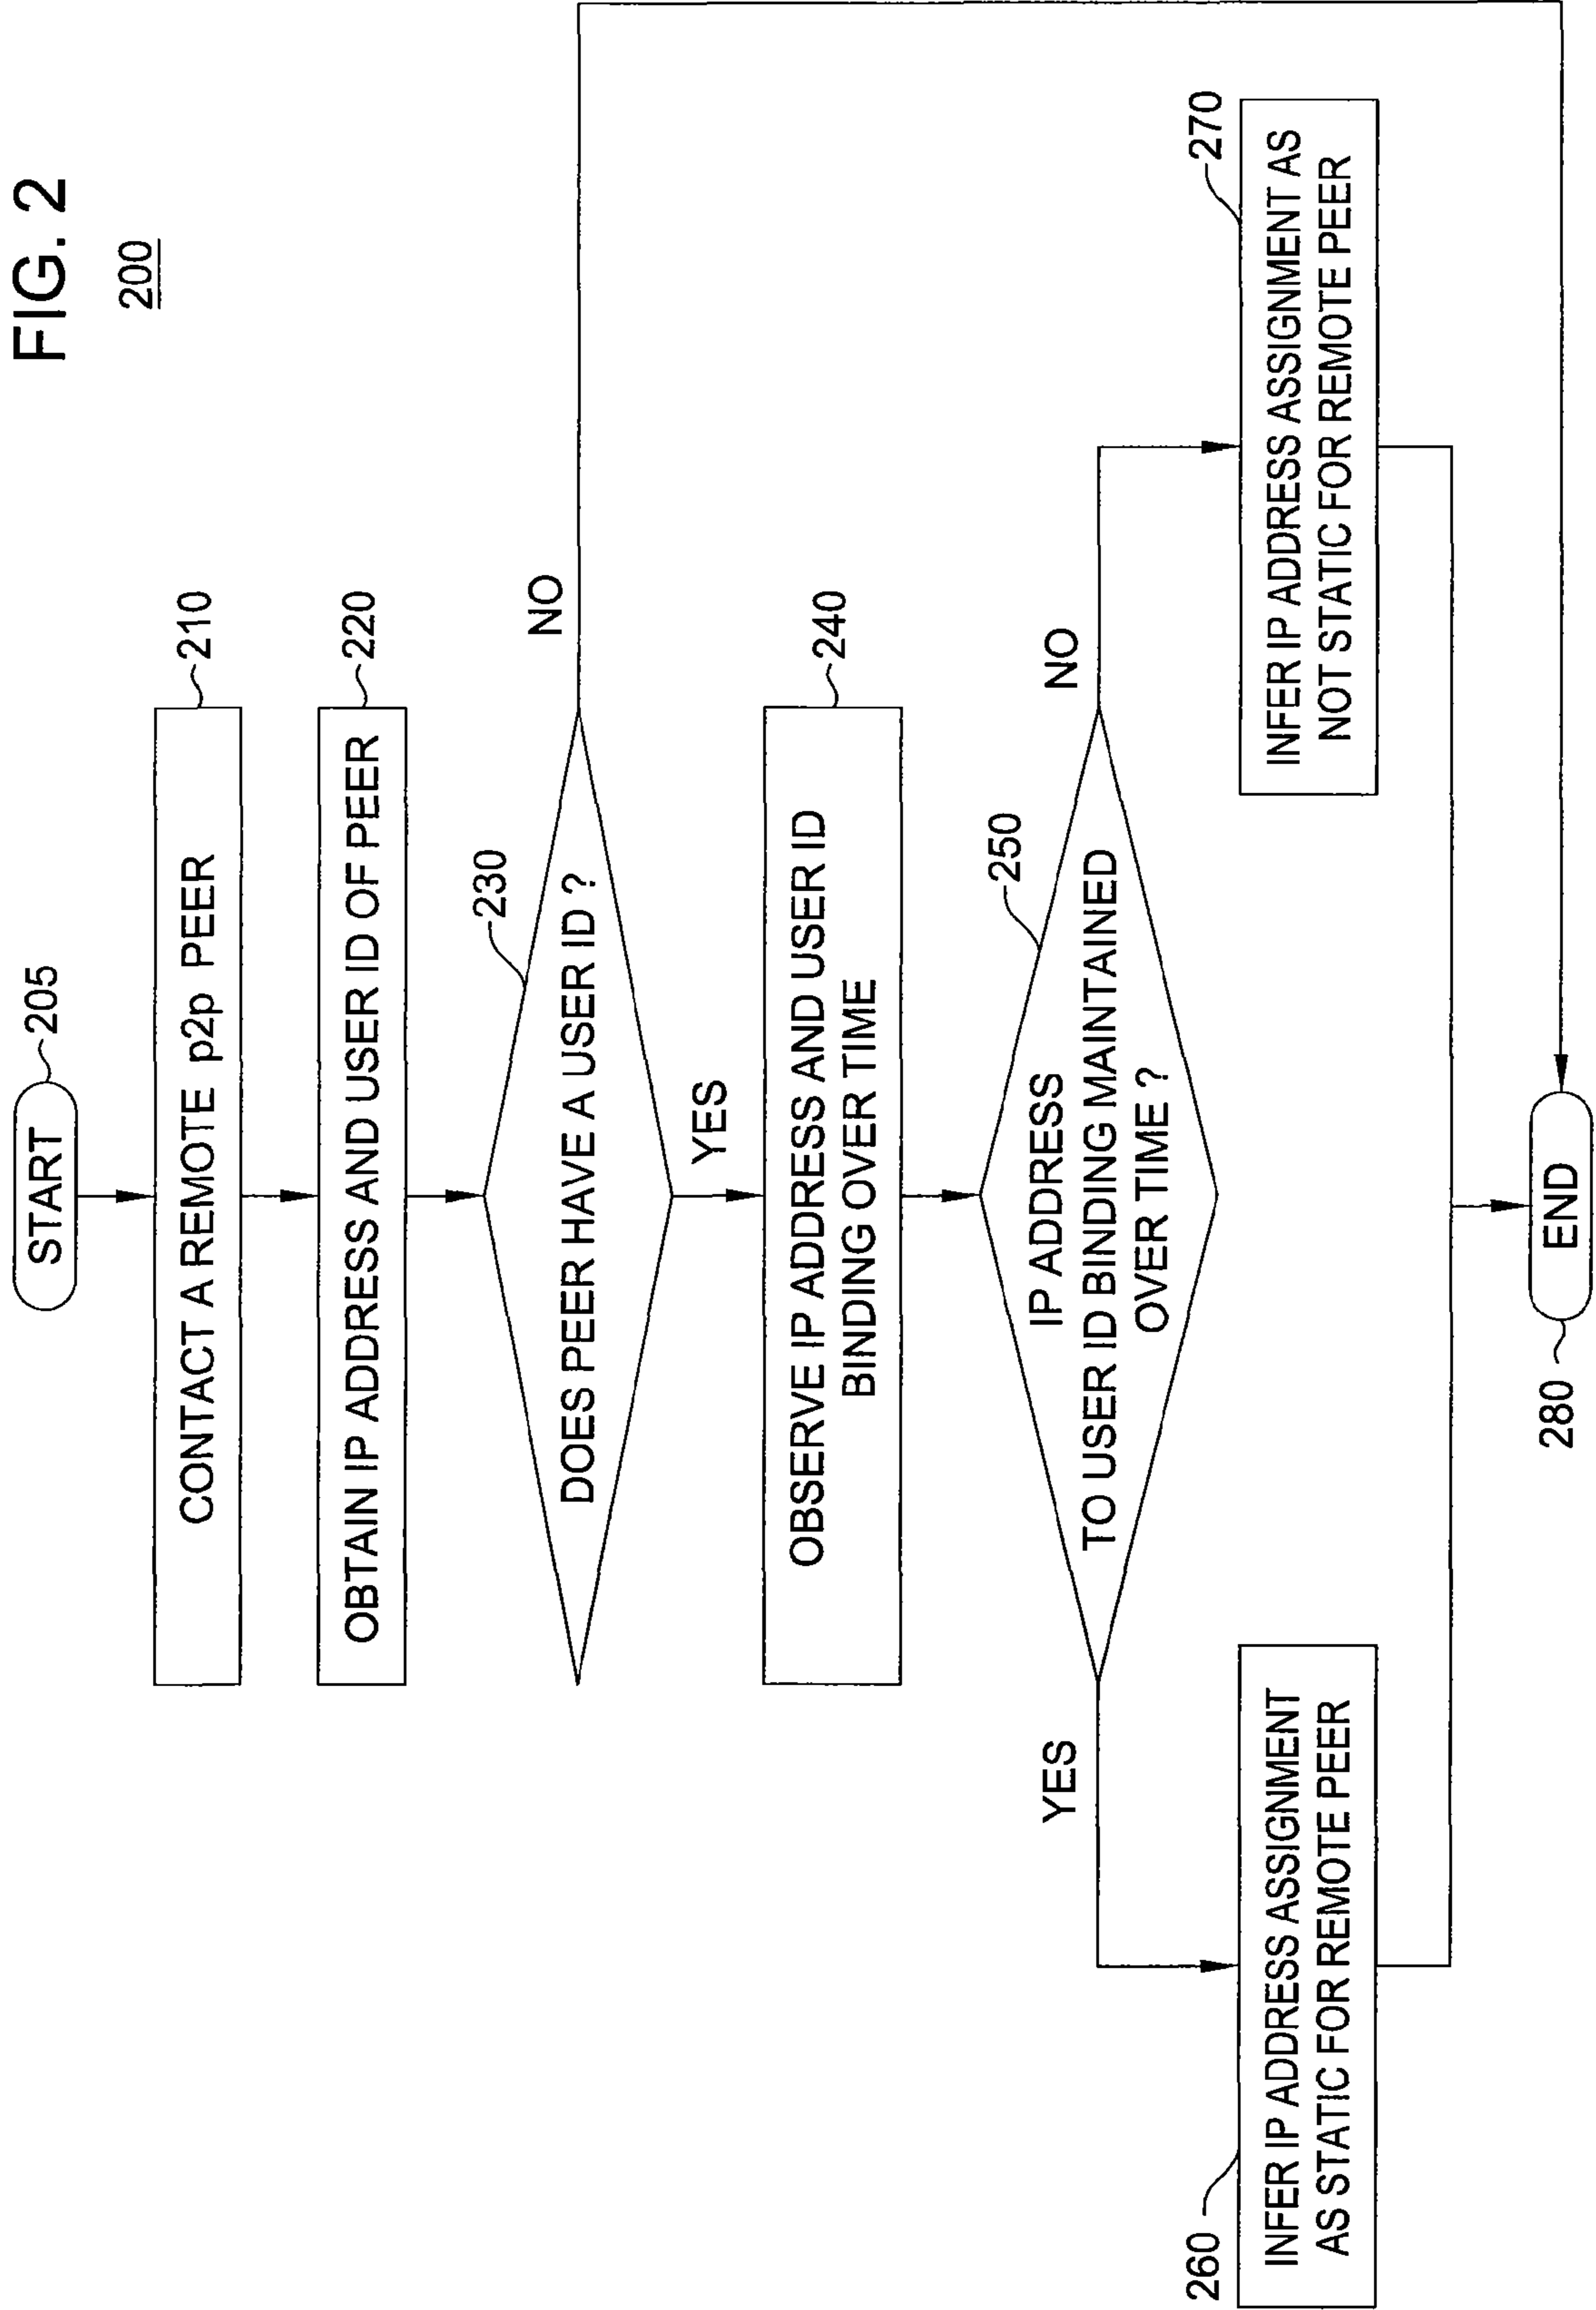 FIG. 2
200
START
205
CONTACT A REMOTE p2p PEER
210
OBTAIN IP ADDRESS AND USER ID OF PEER
220
230
DOES PEER HAVE A USER ID ?
NO
YES
OBSERVE IP ADDRESS AND USER ID
BINDING OVER TIME
240
250
IP ADDRESS
TO USER ID BINDING MAINTAINED
OVER TIME ?
YES
NO
260
INFER IP ADDRESS ASSIGNMENT
AS STATIC FOR REMOTE PEER
270
INFER IP ADDRESS ASSIGNMENT AS
NOT STATIC FOR REMOTE PEER
280
END